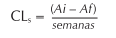 CLs = (Ai – Af)
semanas